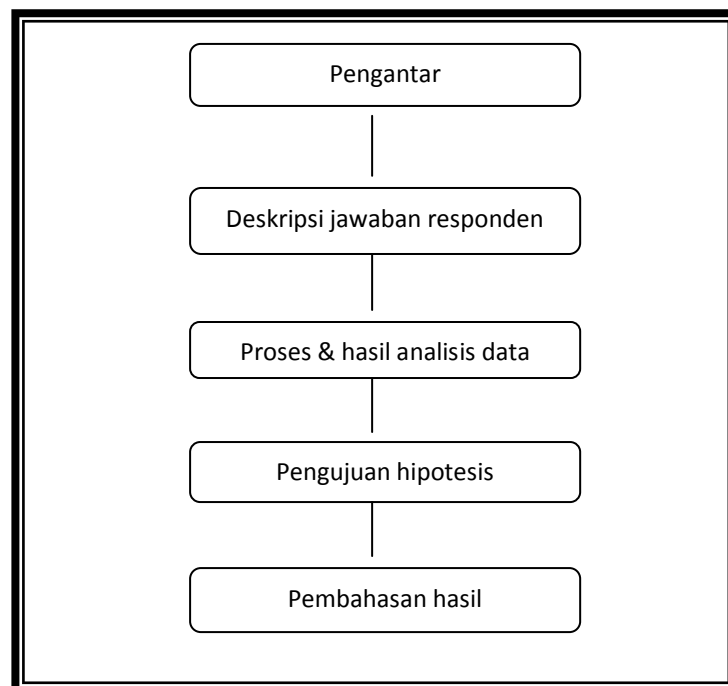 Pengantar
Deskripsi jawaban responden
Proses & hasil analisis data
Pengujuan hipotesis
Pembahasan hasil